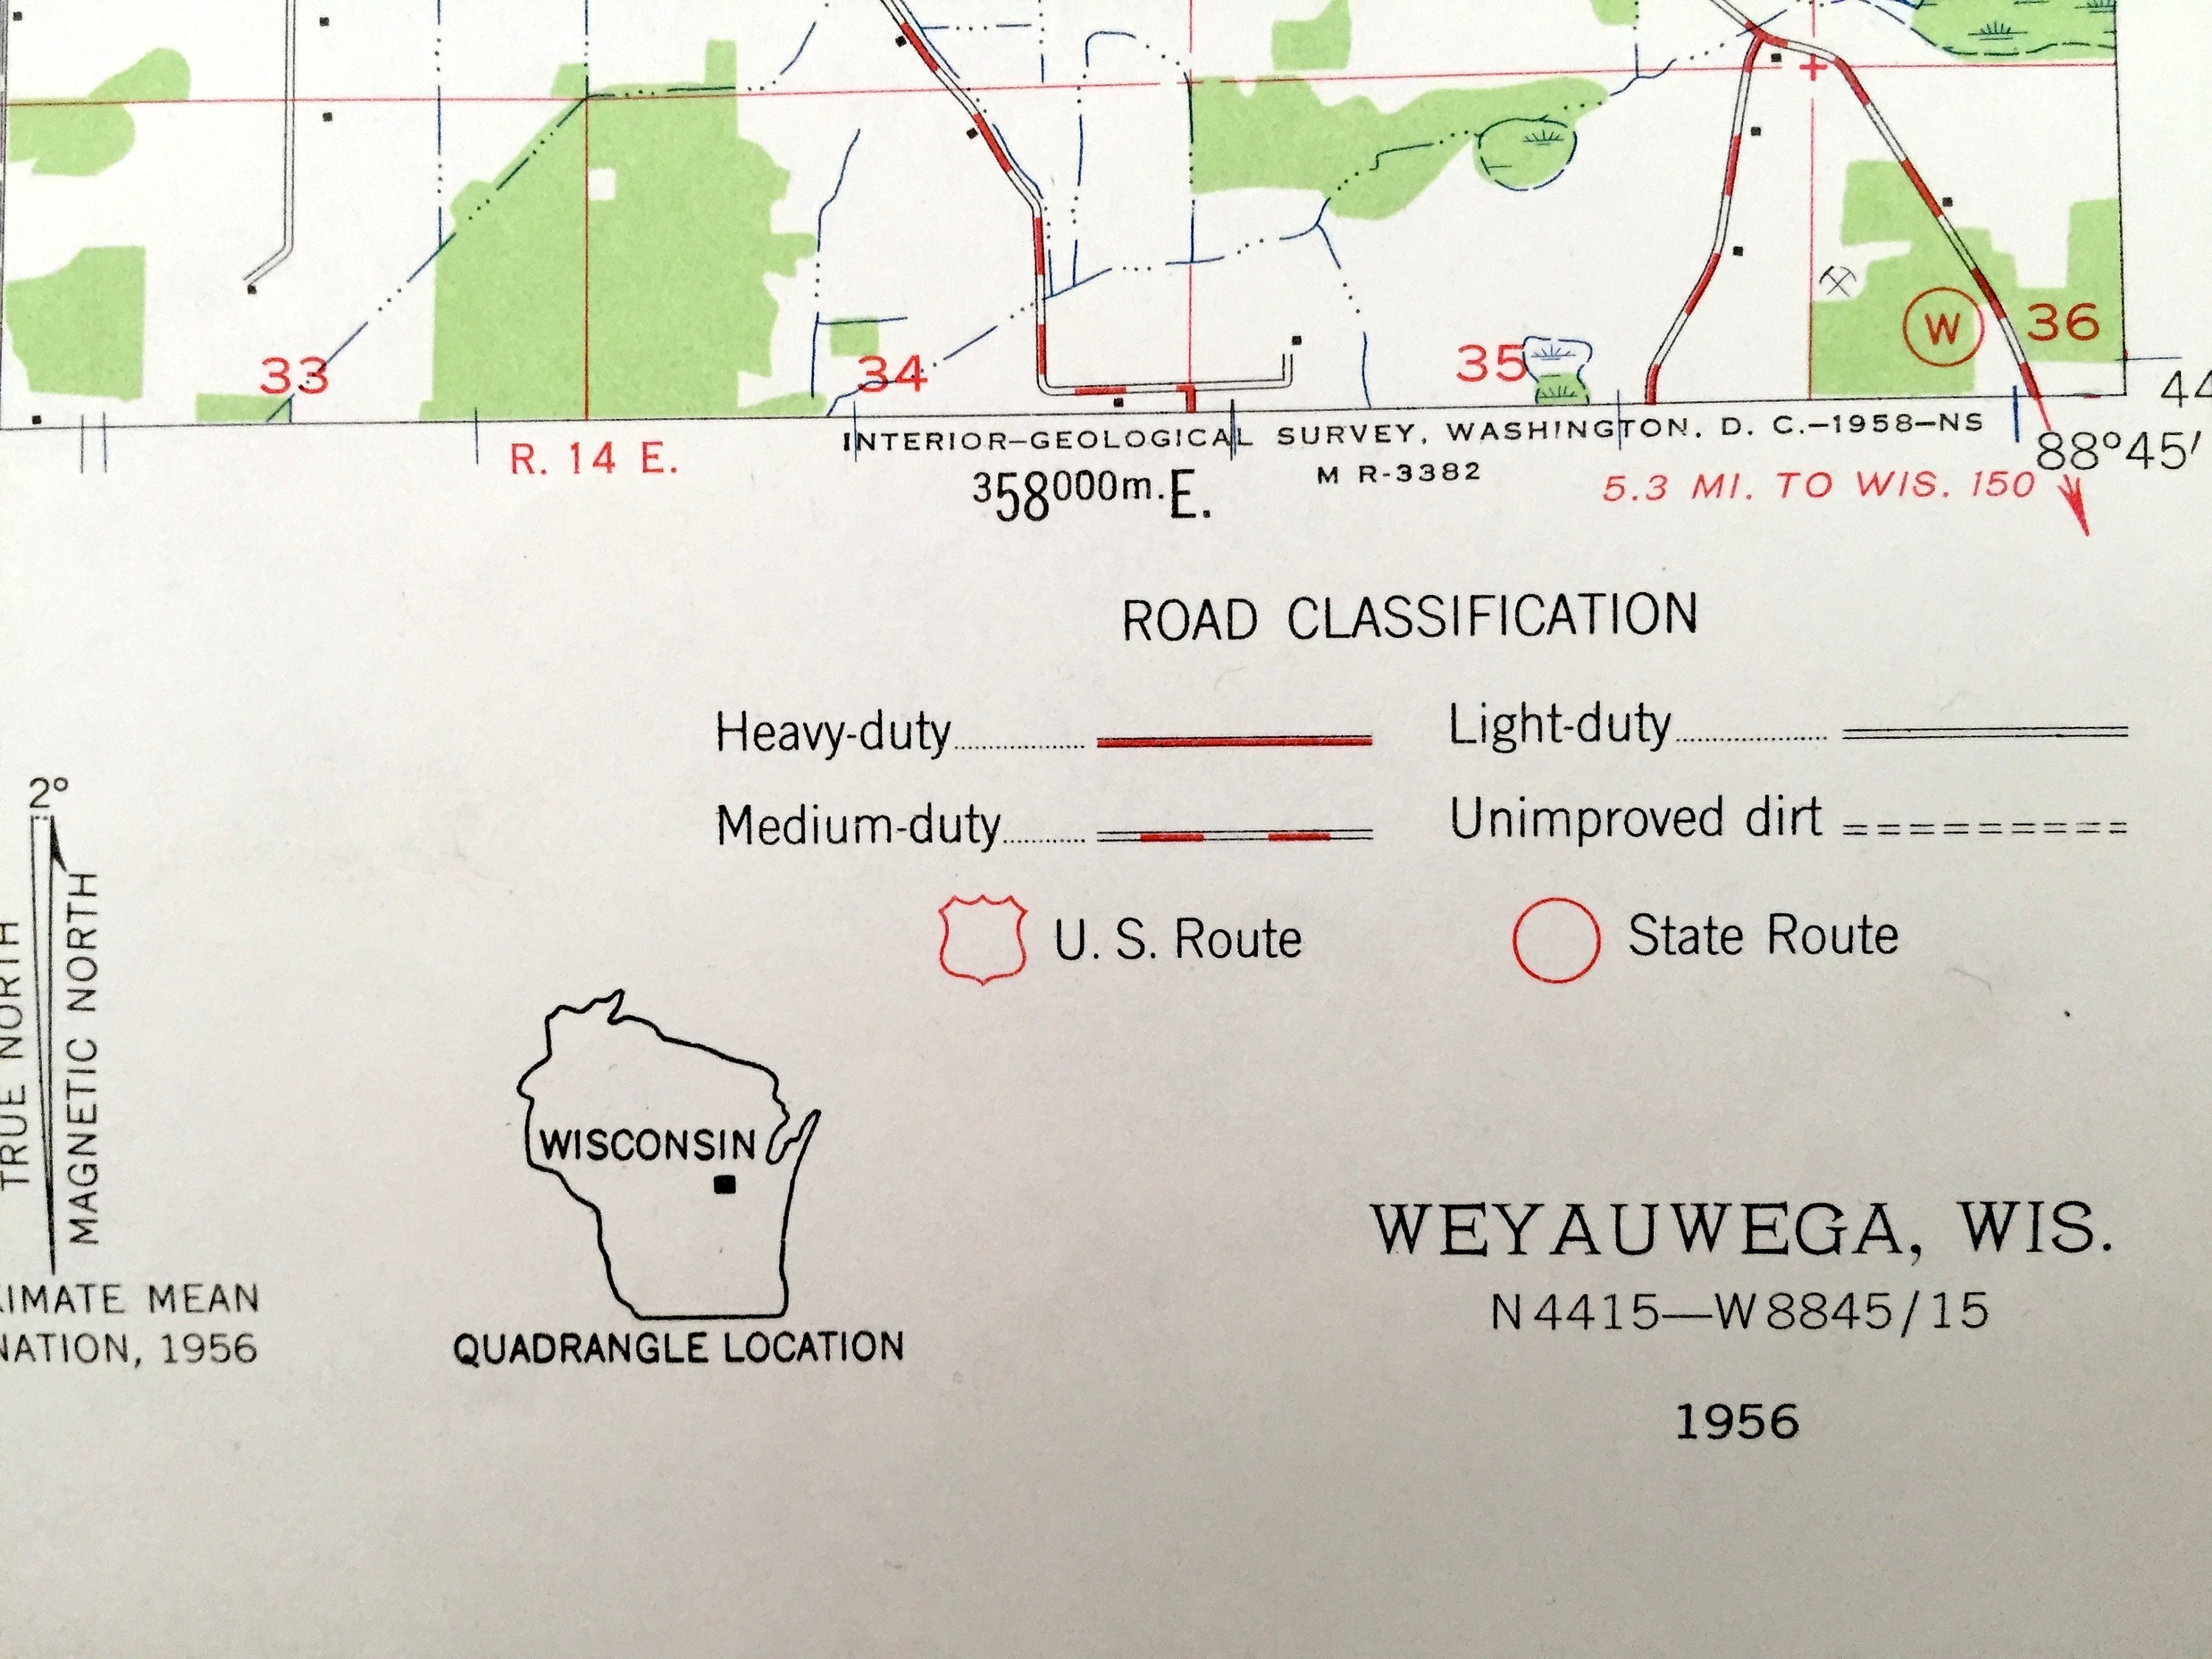 33
34
35
W
36
44
R. 14 E.
INTERIOR—GEOLOGICAL SURVEY, WASHINGTON, D. C.—1958—NS
88°45′
358000m.E.
M R-3382
5.3 MI. TO WIS. 150
ROAD CLASSIFICATION
Heavy-duty
Light-duty
Medium-duty
Unimproved dirt
U. S. Route
State Route
2°
TRUE NORTH
MAGNETIC NORTH
IMATE MEAN
NATION, 1956
WISCONSIN
QUADRANGLE LOCATION
WEYAUWEGA, WIS.
N4415—W8845/15
1956